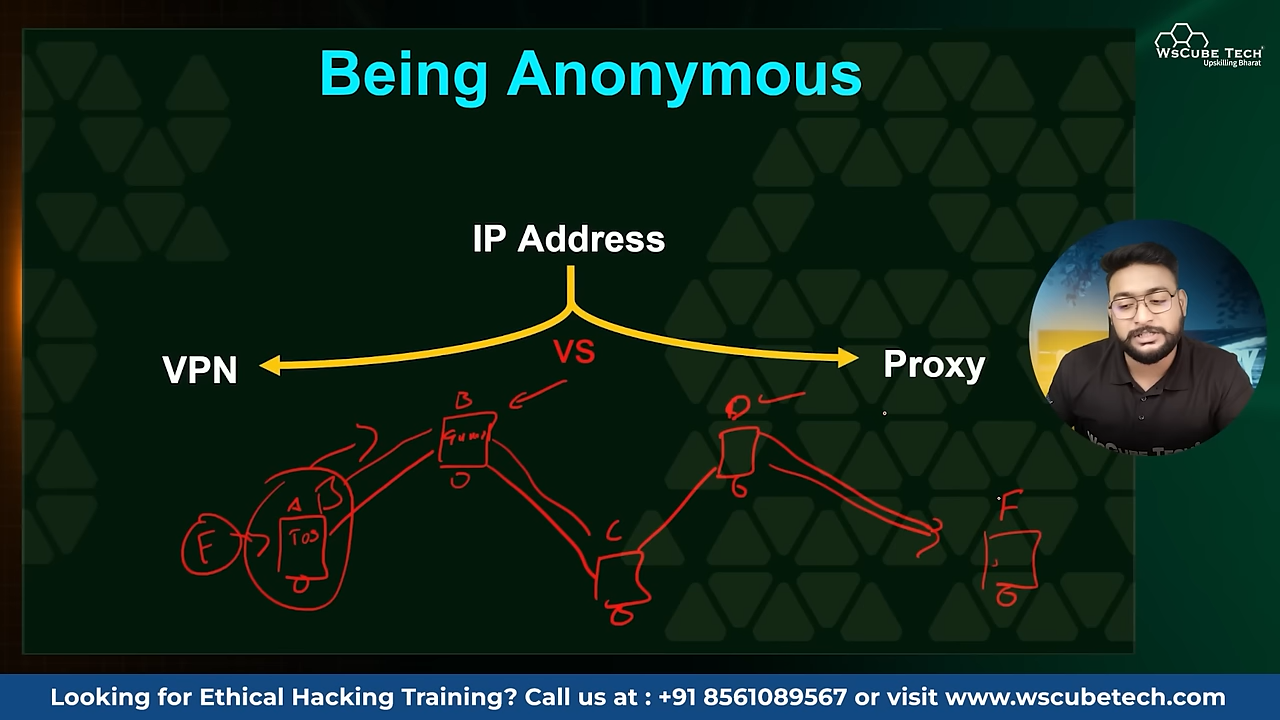 WsCube Tech
Upskilling Bharat
Being Anonymous
IP Address
VS
VPN
Proxy
B
D
A
B
C
F
F
Looking for Ethical Hacking Training? Call us at : +91 8561089567 or visit www.wscubetech.com